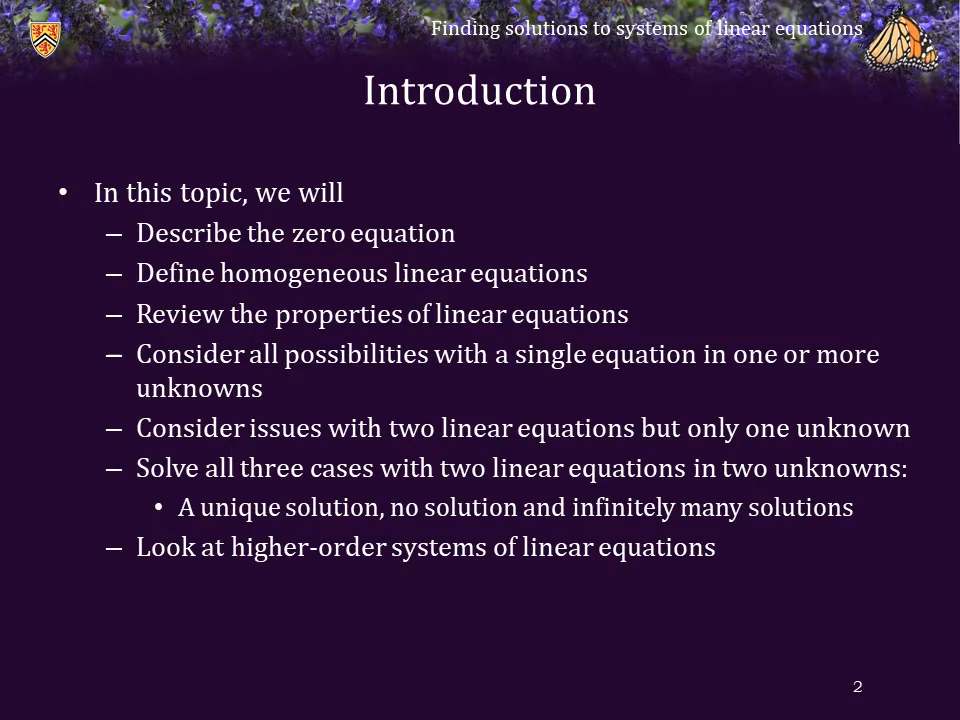 Finding solutions to systems of linear equations
Introduction
• In this topic, we will
– Describe the zero equation
– Define homogeneous linear equations
– Review the properties of linear equations
– Consider all possibilities with a single equation in one or more
unknowns
– Consider issues with two linear equations but only one unknown
– Solve all three cases with two linear equations in two unknowns:
• A unique solution, no solution and infinitely many solutions
– Look at higher-order systems of linear equations
2